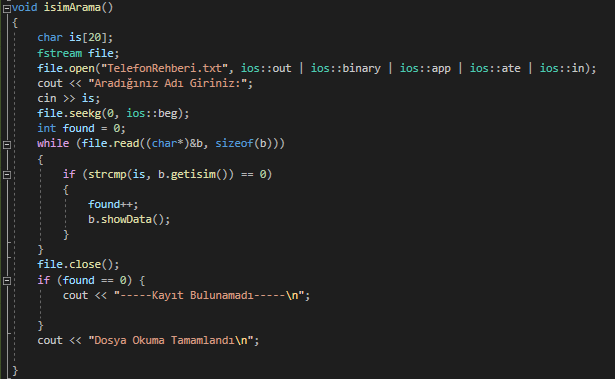 void isimArama()
{
    char is[20];
    fstream file;
    file.open("TelefonRehberi.txt", ios::out | ios::binary | ios::app | ios::ate | ios::in);
    cout << "Aradığınız Adı Giriniz:";
    cin >> is;
    file.seekg(0, ios::beg);
    int found = 0;
    while (file.read((char*)&b, sizeof(b)))
    {
        if (strcmp(is, b.getisim()) == 0)
        {
            found++;
            b.showData();
        }
    }
    file.close();
    if (found == 0) {
        cout << "-----Kayıt Bulunamadı-----\n";
    }
    cout << "Dosya Okuma Tamamlandı\n";
}